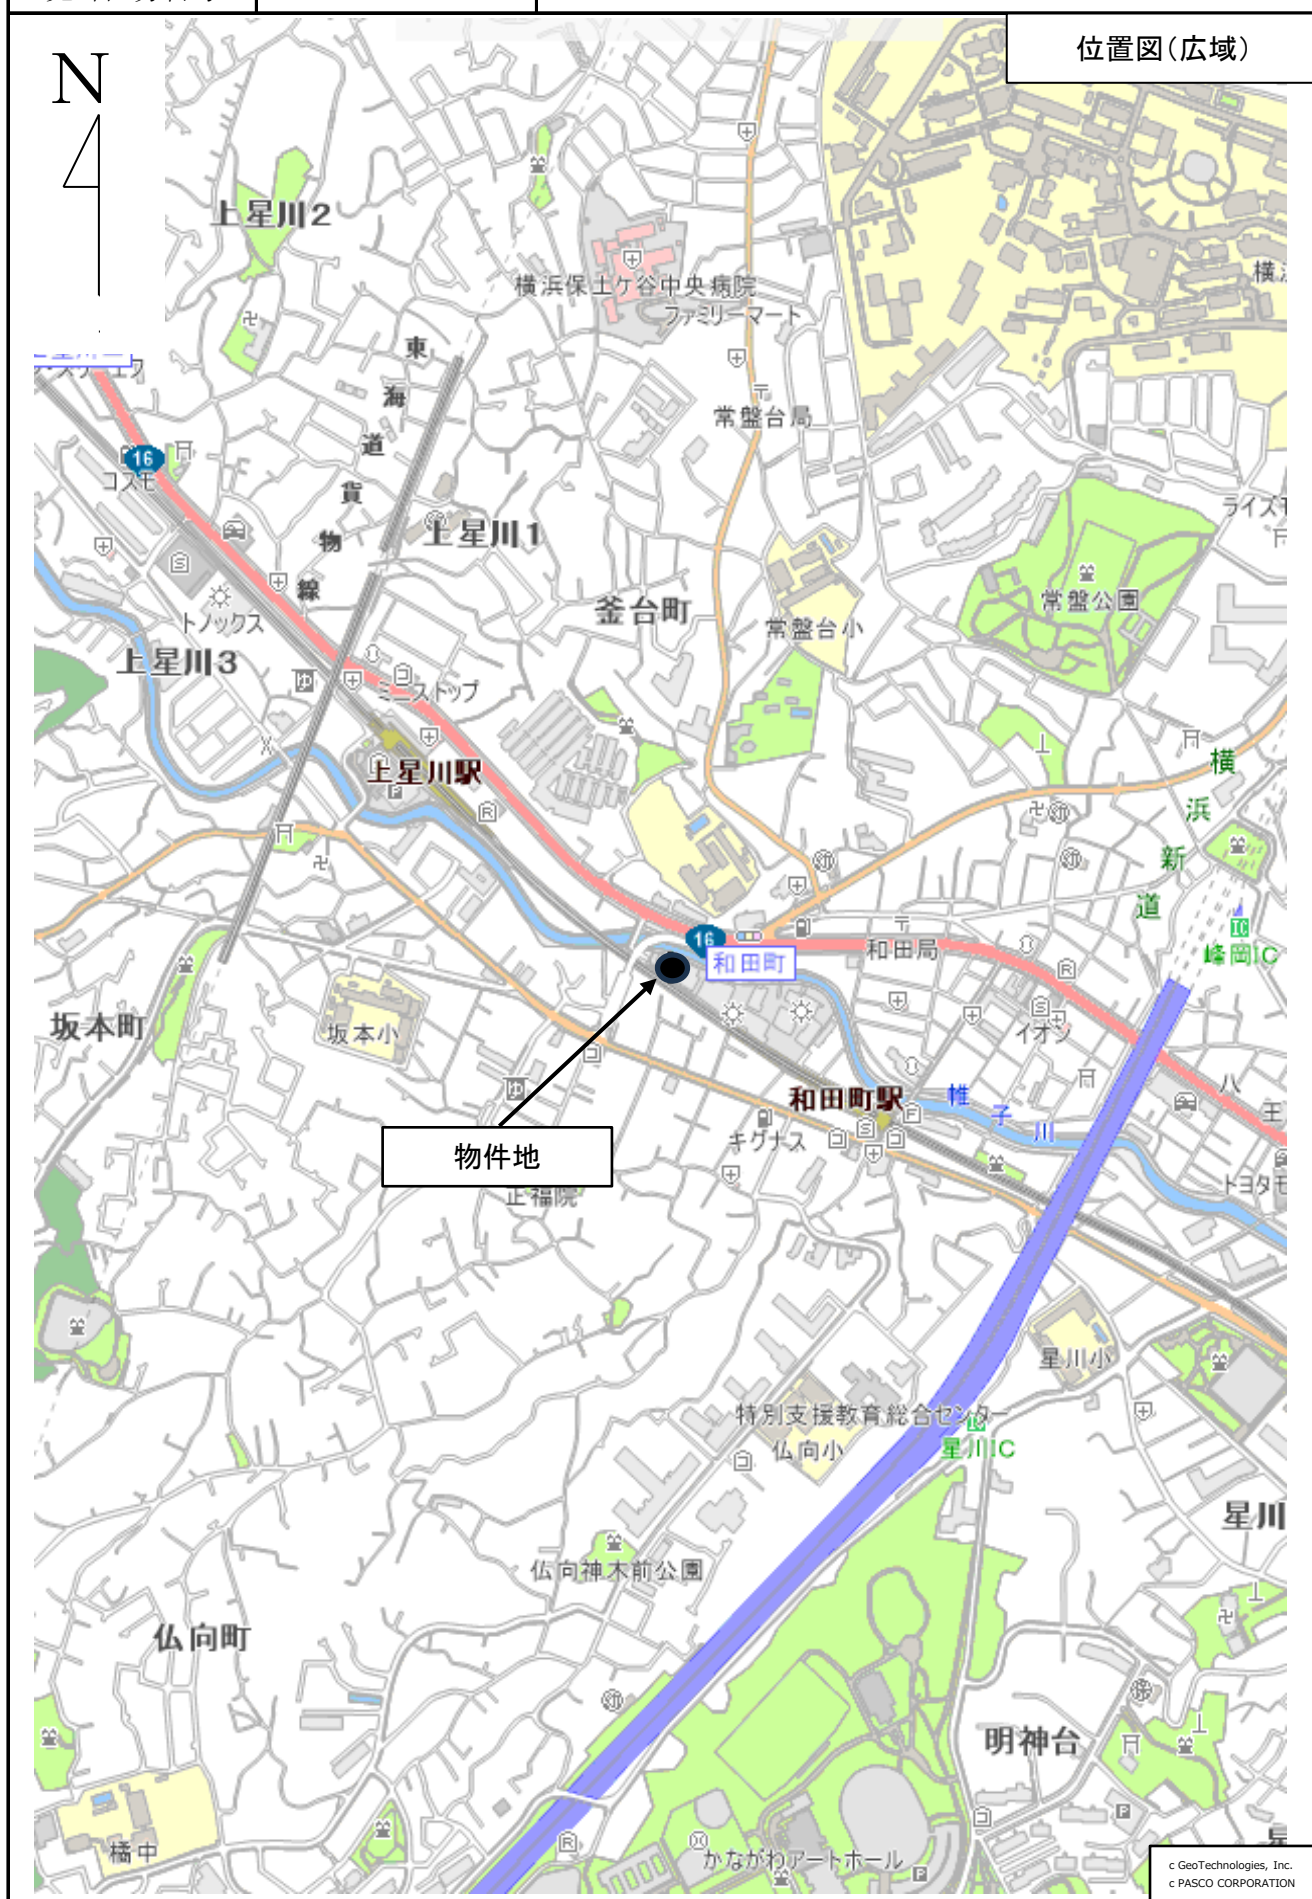 位置図(広域)
N
上星川2
横浜保土ケ谷中央病院
ファミリーマート
東海道貨物線
常盤台局
16
コスモ
上星川1
ライズモ
トノックス
上星川3
釜台町
常盤台小
常盤公園
ミニストップ
上星川駅
横浜新道
16
和田町
和田局
峰岡IC
IC
坂本町
坂本小
イオン
和田町駅
帷子川
八王
キグナス
物件地
正福院
トヨタモ
星川小
特別支援教育総合センター
仏向小
星川IC
星川
仏向神木前公園
仏向町
明神台
橘中
かながわアートホール
c GeoTechnologies, Inc.
c PASCO CORPORATION